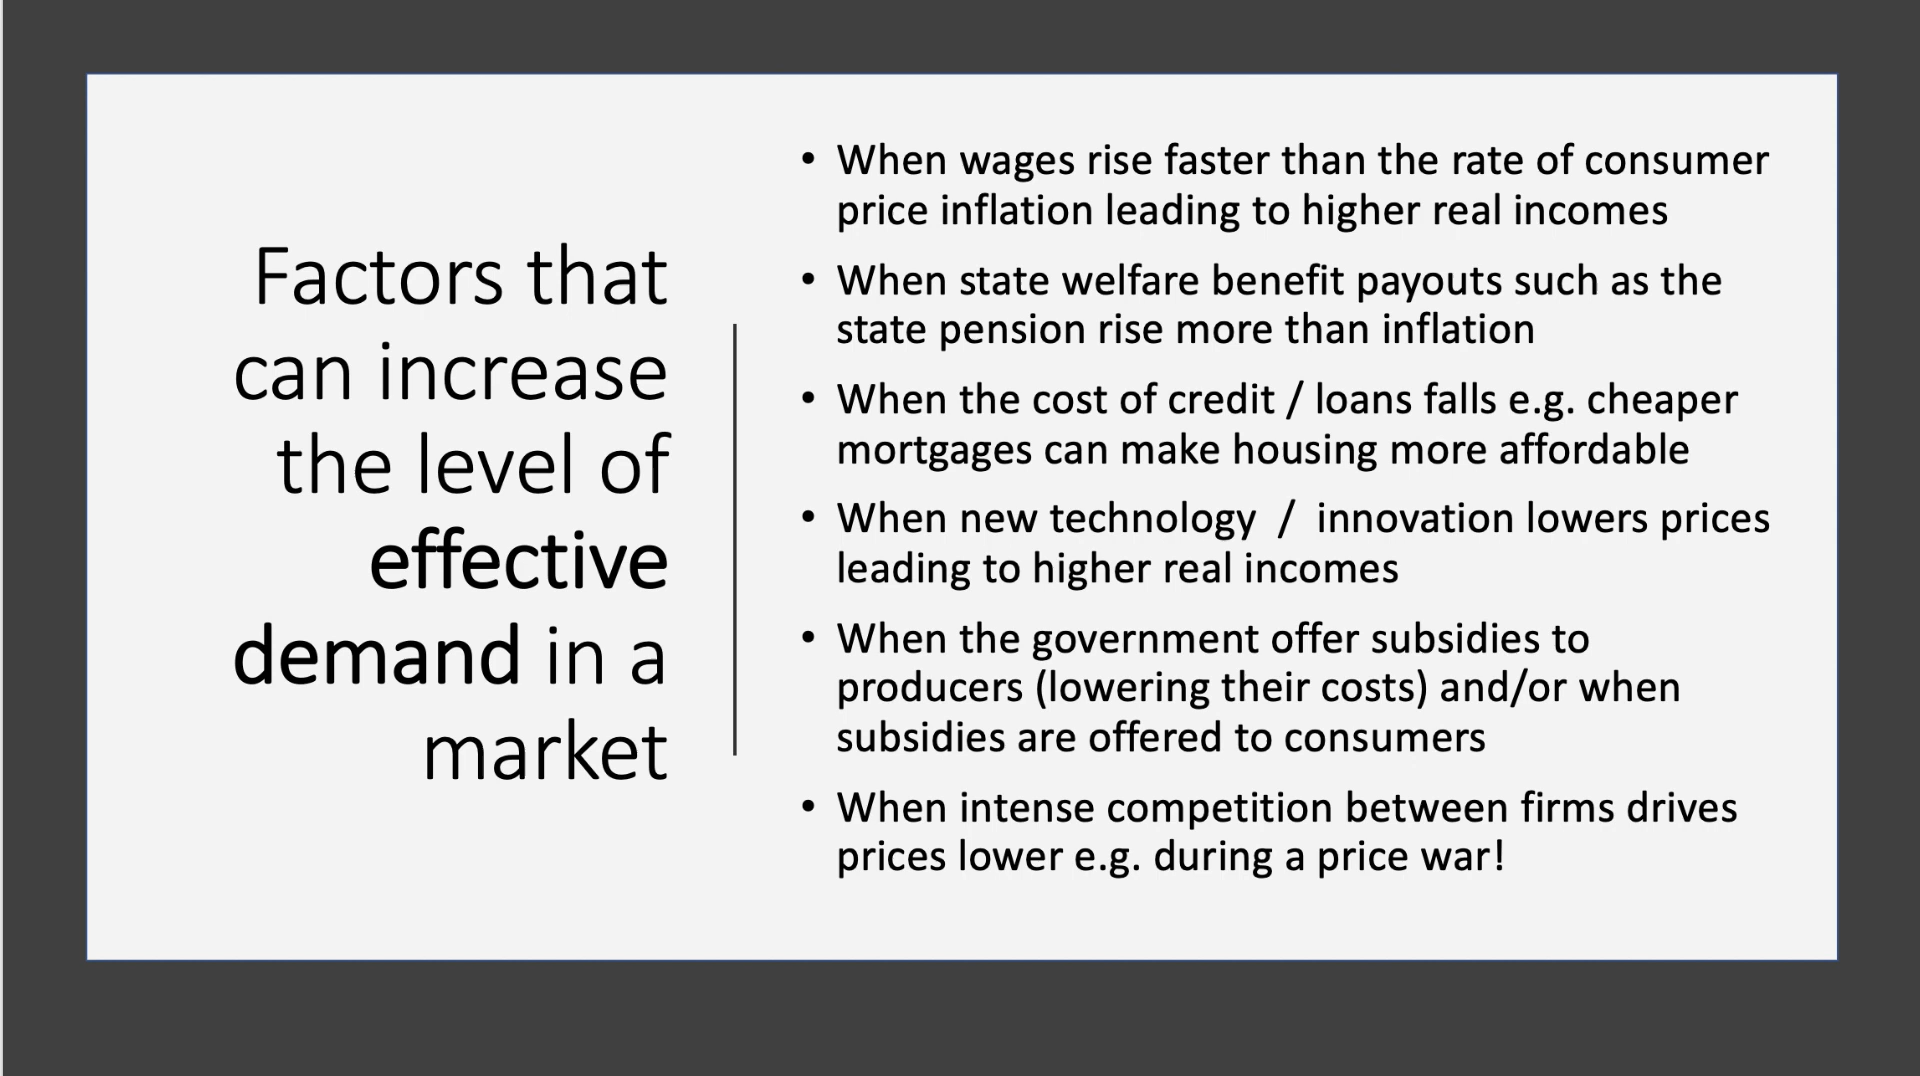 Factors that
can increase
the level of
effective
demand in a
market
• When wages rise faster than the rate of consumer
price inflation leading to higher real incomes
• When state welfare benefit payouts such as the
state pension rise more than inflation
• When the cost of credit / loans falls e.g. cheaper
mortgages can make housing more affordable
• When new technology / innovation lowers prices
leading to higher real incomes
• When the government offer subsidies to
producers (lowering their costs) and/or when
subsidies are offered to consumers
• When intense competition between firms drives
prices lower e.g. during a price war!